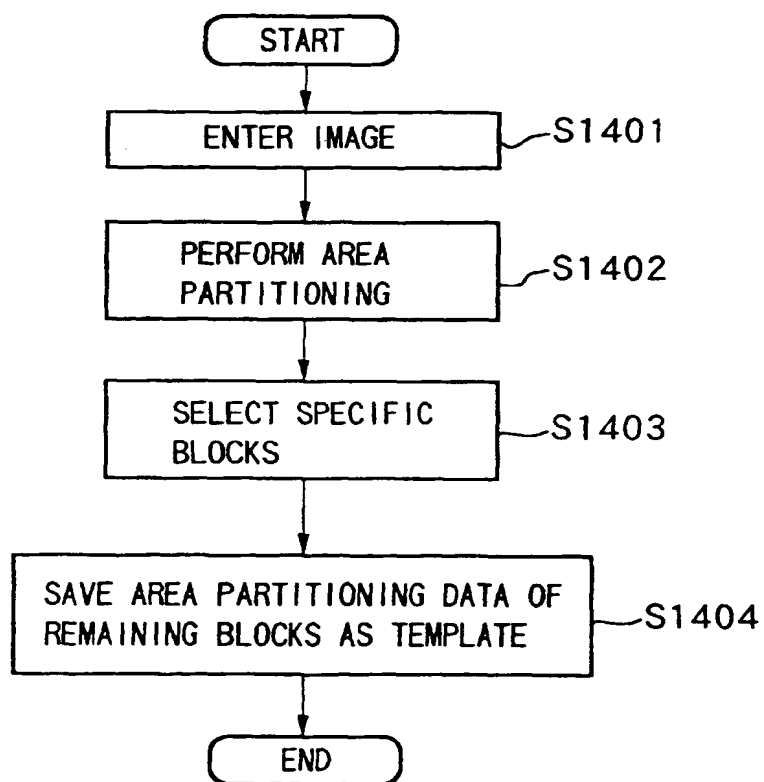 START
ENTER IMAGE
S1401
PERFORM AREA
PARTITIONING
S1402
SELECT SPECIFIC
BLOCKS
S1403
SAVE AREA PARTITIONING DATA OF
REMAINING BLOCKS AS TEMPLATE
S1404
END